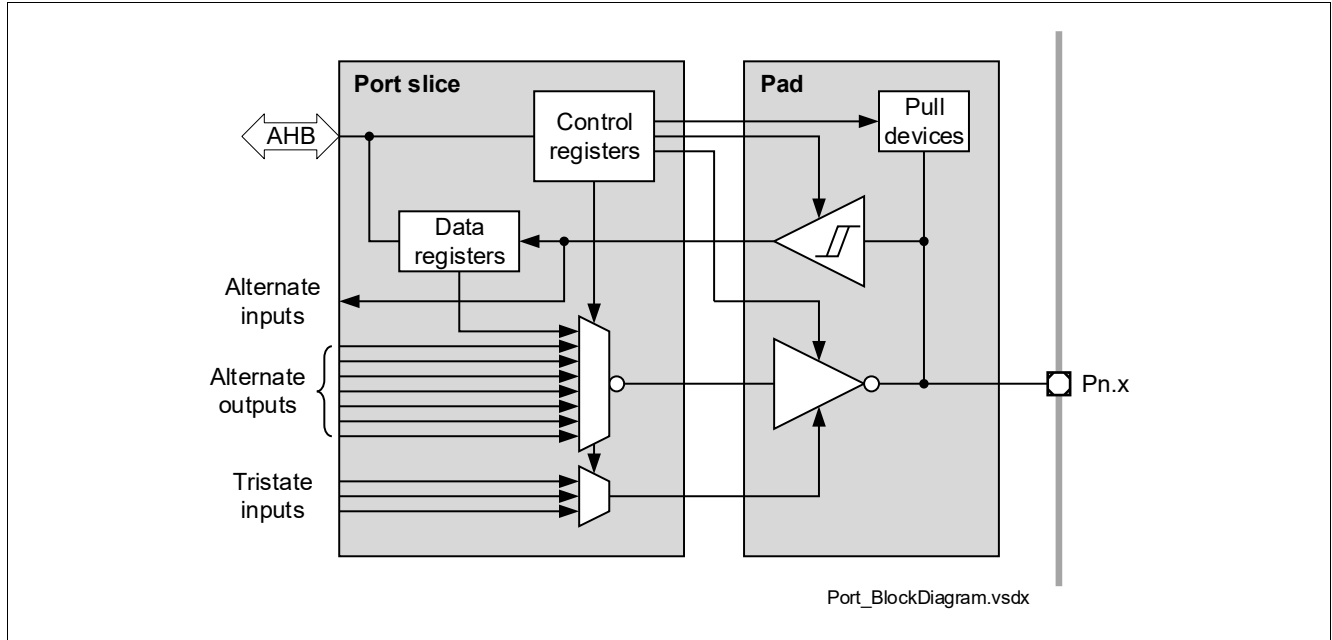 Port slice
Pad
AHB
Control
registers
Pull
devices
Data
registers
Alternate
inputs
Alternate
outputs
Pn.x
Tristate
inputs
Port_BlockDiagram.vsdx